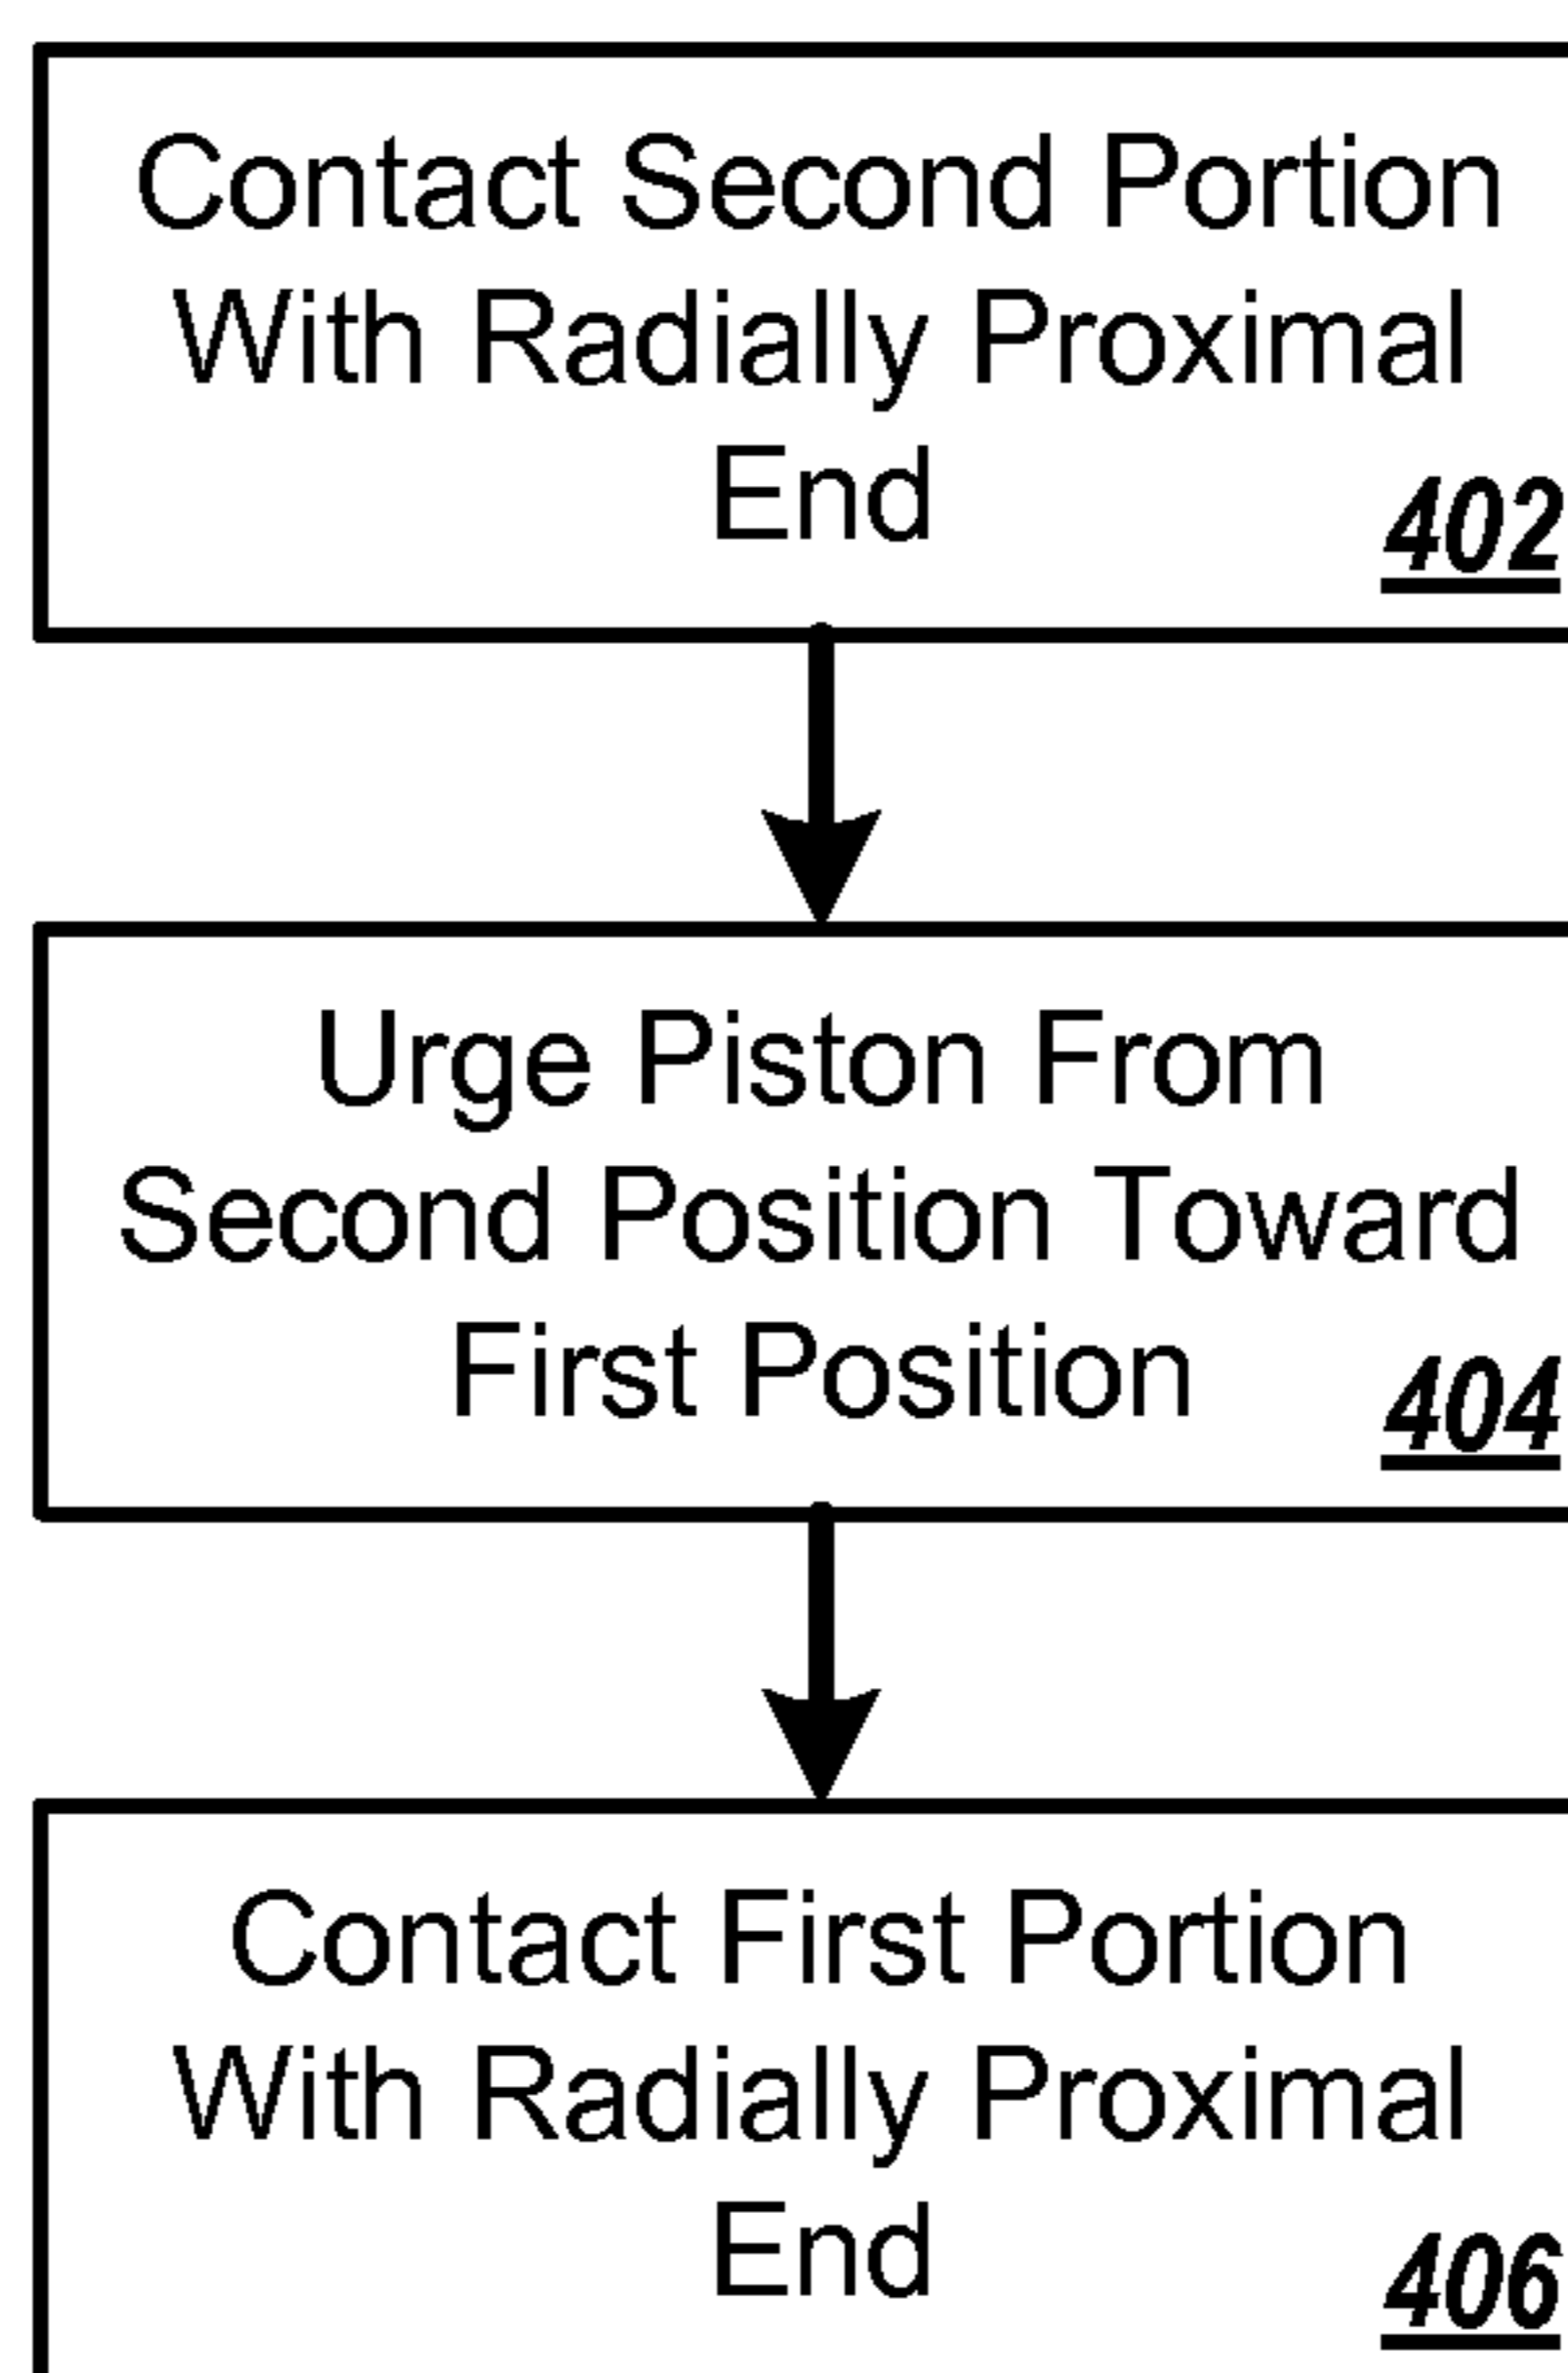 Contact Second Portion
With Radially Proximal
End
402
Urge Piston From
Second Position Toward
First Position
404
Contact First Portion
With Radially Proximal
End
406